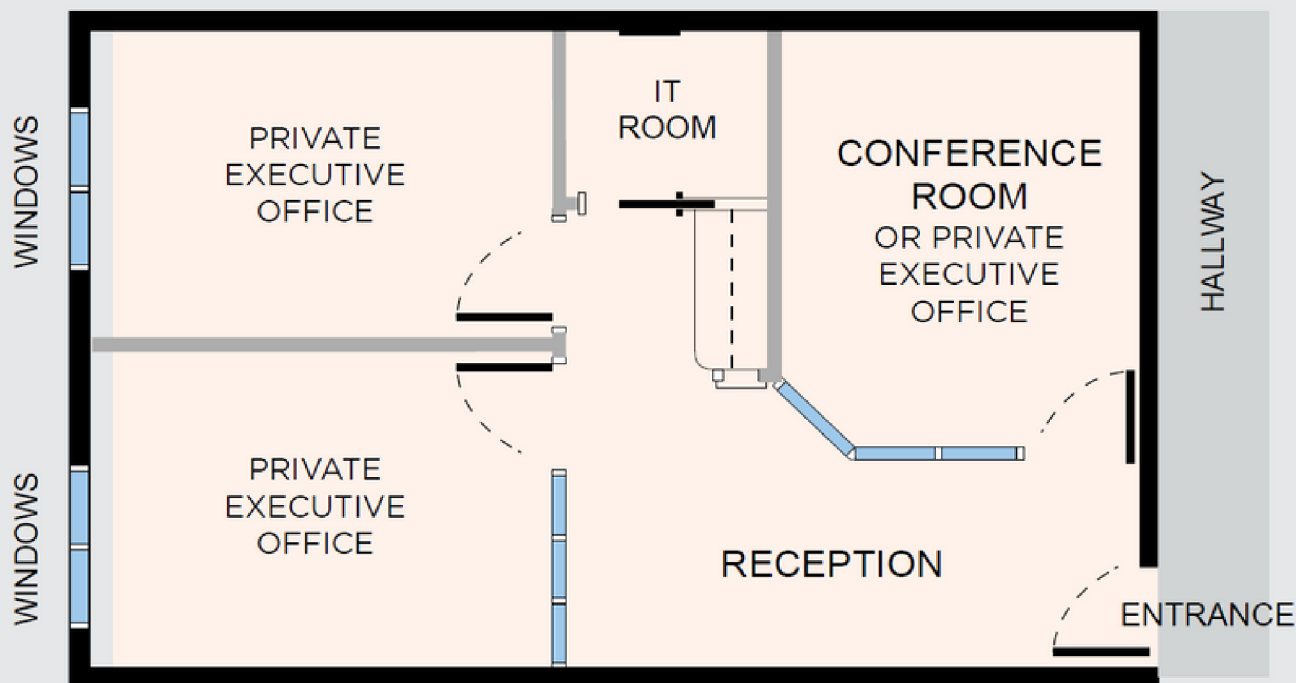 WINDOWS
PRIVATE
EXECUTIVE
OFFICE
IT
ROOM
CONFERENCE
ROOM
OR PRIVATE
EXECUTIVE
OFFICE
HALLWAY
WINDOWS
PRIVATE
EXECUTIVE
OFFICE
RECEPTION
ENTRANCE